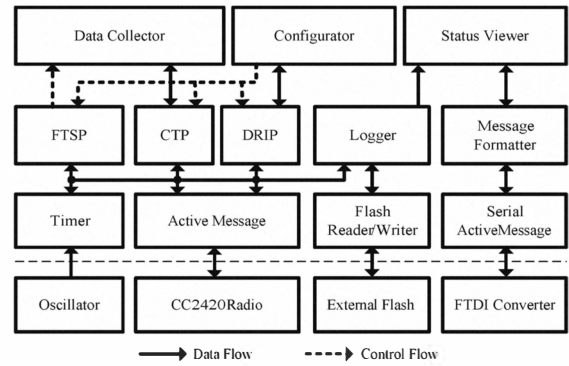 Data Collector
Configurator
Status Viewer
FTSP
CTP
DRIP
Logger
Message
Formatter
Timer
Active Message
Flash
Reader/Writer
Serial
ActiveMessage
Oscillator
CC2420Radio
External Flash
FTDI Converter
Data Flow
Control Flow